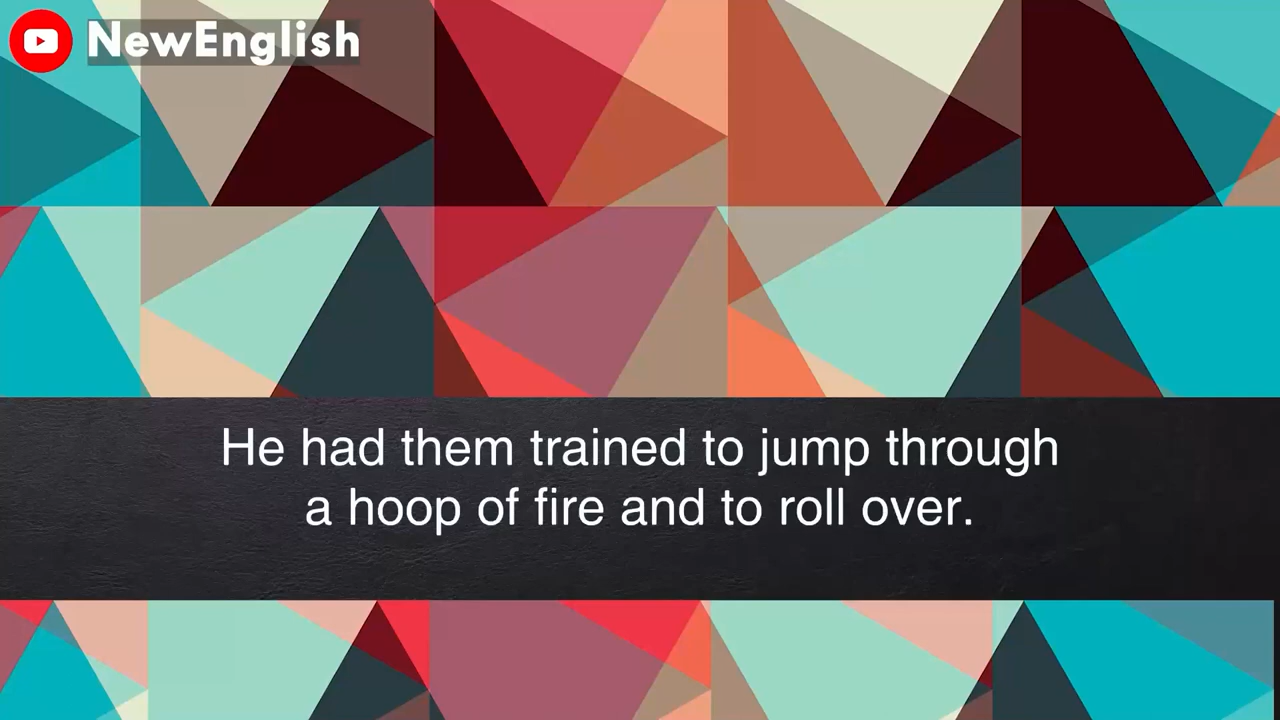 NewEnglish
He had them trained to jump through
a hoop of fire and to roll over.